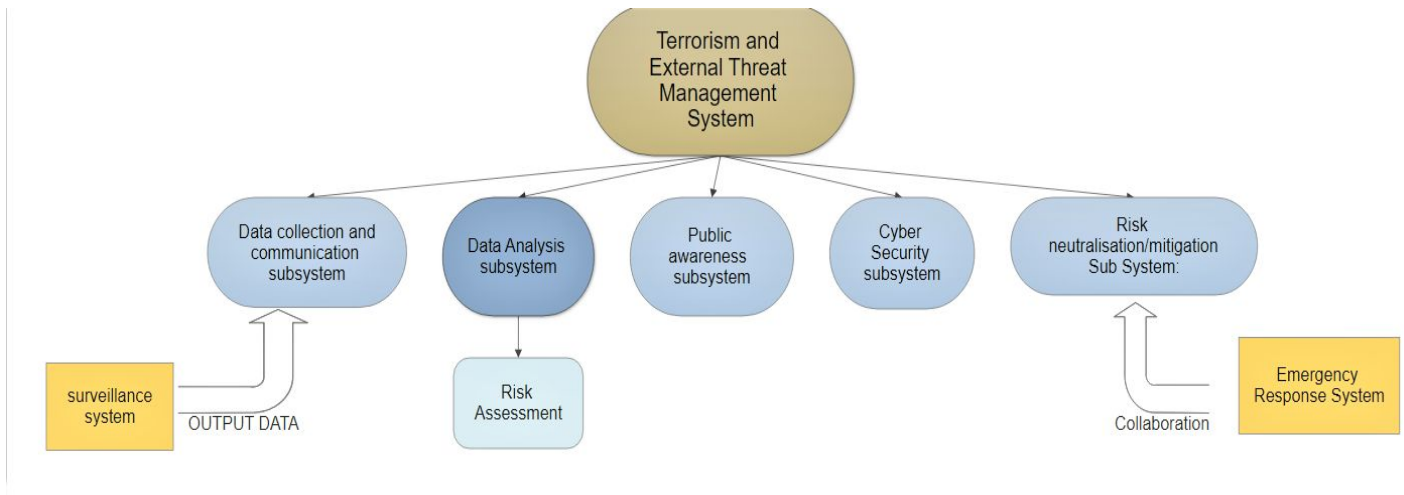 Terrorism and
External Threat
Management
System
Data collection and
communication
subsystem
Data Analysis
subsystem
Public
awareness
subsystem
Cyber
Security
subsystem
Risk
neutralisation/mitigation
Sub System:
surveillance
system
OUTPUT DATA
Risk
Assessment
Collaboration
Emergency
Response System